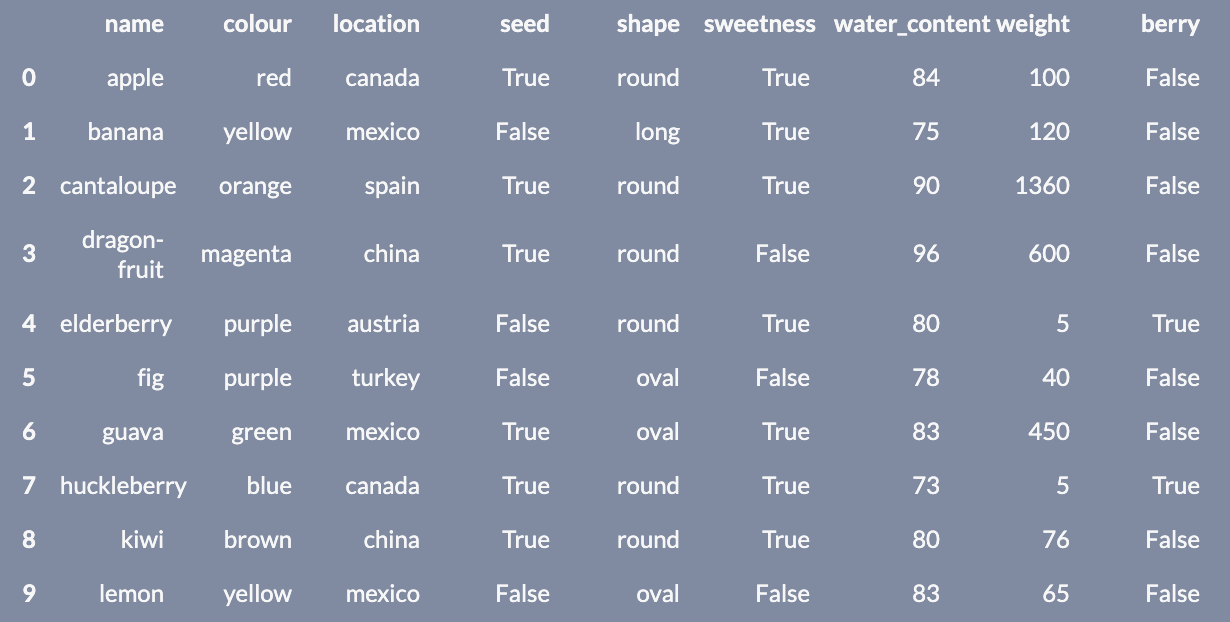 name colour location seed shape sweetness water_content weight berry
0 apple red canada True round True 84 100 False
1 banana yellow mexico False long True 75 120 False
2 cantaloupe orange spain True round True 90 1360 False
3 dragon-fruit magenta china True round False 96 600 False
4 elderberry purple austria False round True 80 5 True
5 fig purple turkey False oval False 78 40 False
6 guava green mexico True oval True 83 450 False
7 huckleberry blue canada True round True 73 5 True
8 kiwi brown china True round True 80 76 False
9 lemon yellow mexico False oval False 83 65 False